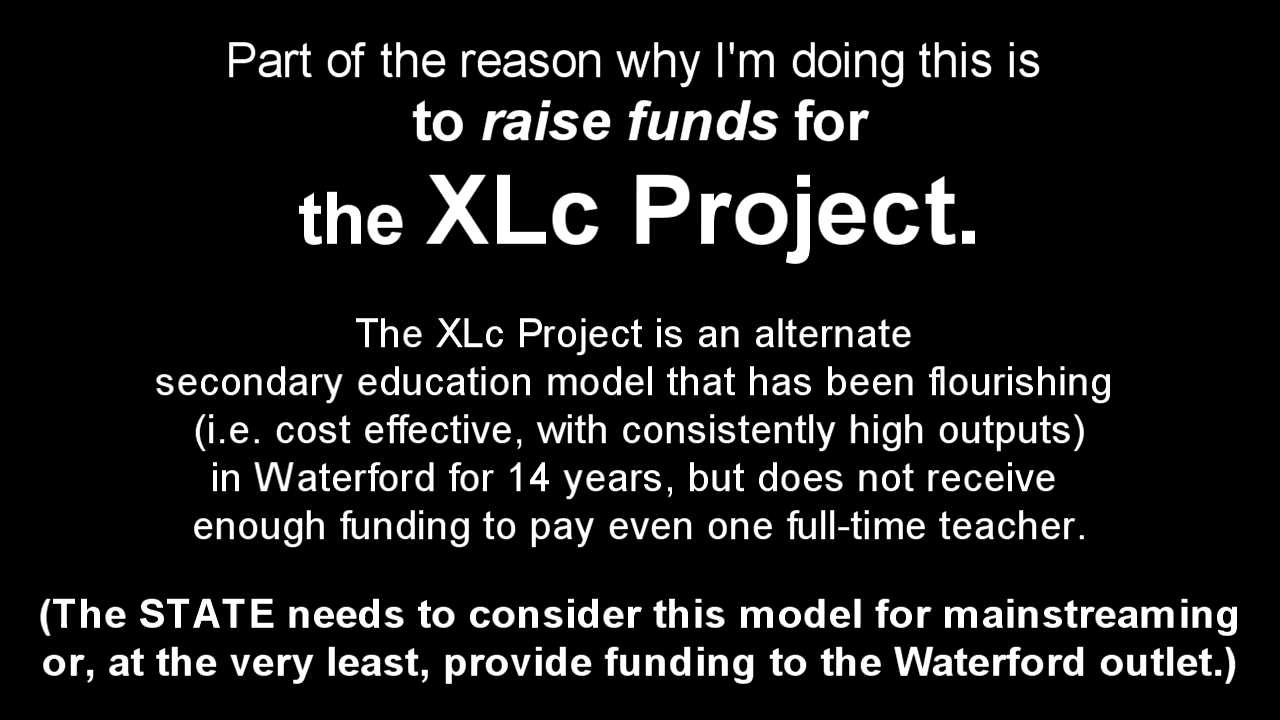 Part of the reason why I'm doing this is
to raise funds for
the XLc Project.
The XLc Project is an alternate
secondary education model that has been flourishing
(i.e. cost effective, with consistently high outputs)
in Waterford for 14 years, but does not receive
enough funding to pay even one full-time teacher.
(The STATE needs to consider this model for mainstreaming
or, at the very least, provide funding to the Waterford outlet.)